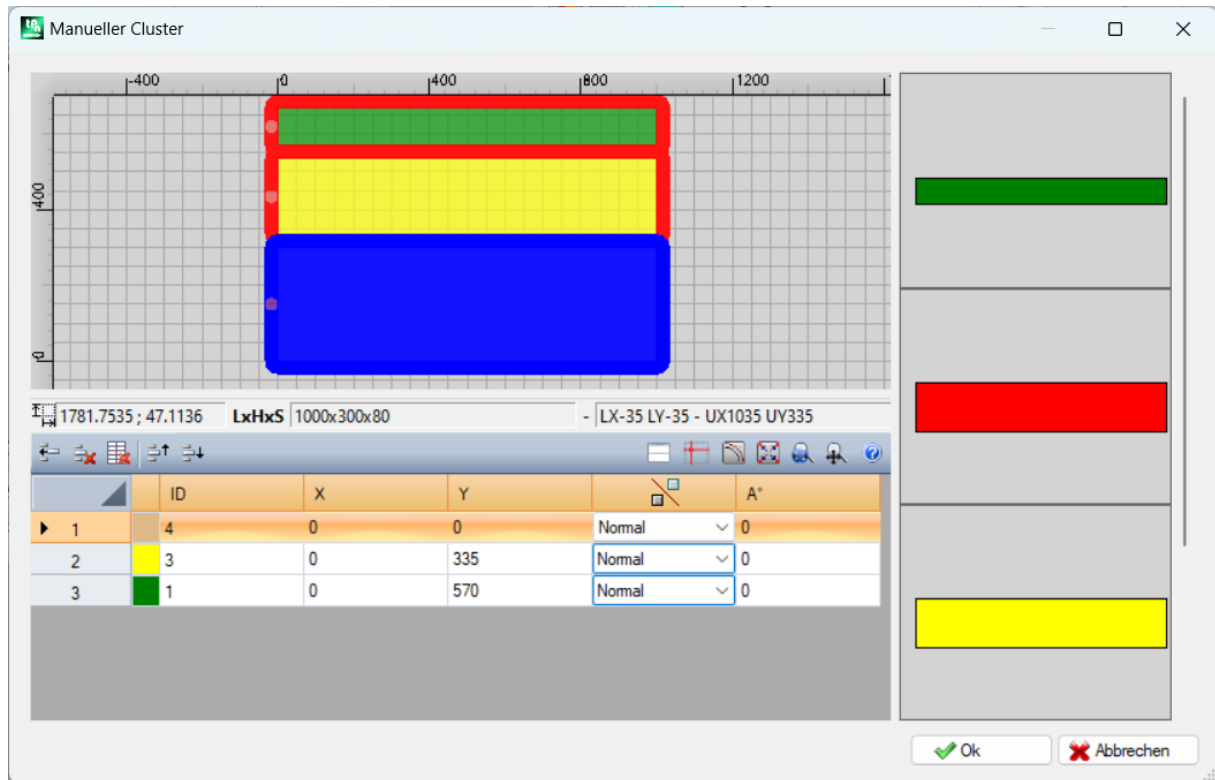 Manueller Cluster
-400 0 400 800 1200
400
0
1781.7535 ; 47.1136 LxHxS 1000x300x80 - LX-35 LY-35 - UX1035 UY335
ID X Y A°
1 4 0 0 Normal 0
2 3 0 335 Normal 0
3 1 0 570 Normal 0
Ok Abbrechen